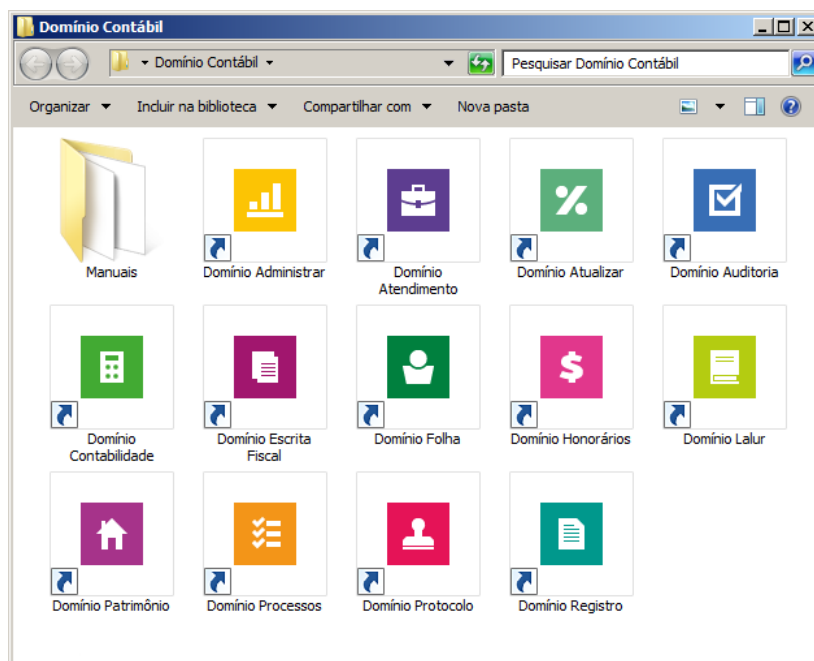 Domínio Contábil
Domínio Contábil
Pesquisar Domínio Contábil
Organizar
Incluir na biblioteca
Compartilhar com
Nova pasta
Manuais
Domínio Administrar
Domínio
Atendimento
Domínio Atualizar
Domínio Auditoria
Domínio
Contabilidade
Domínio Escrita
Fiscal
Domínio Folha
Domínio Honorários
Domínio Lalur
Domínio Patrimônio
Domínio Processos
Domínio Protocolo
Domínio Registro